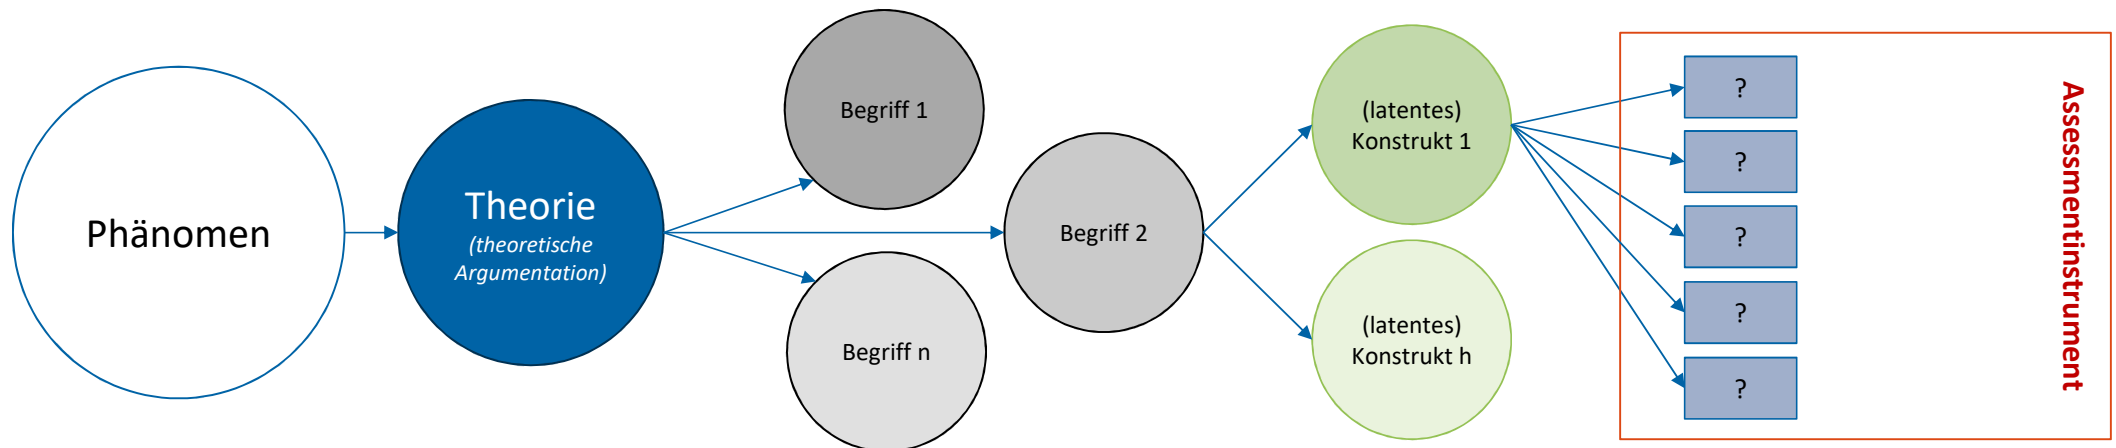 Phänomen
Theorie
(theoretische
Argumentation)
Begriff 1
Begriff 2
Begriff n
(latentes)
Konstrukt 1
(latentes)
Konstrukt h
?
?
?
?
?
Assessmentinstrument